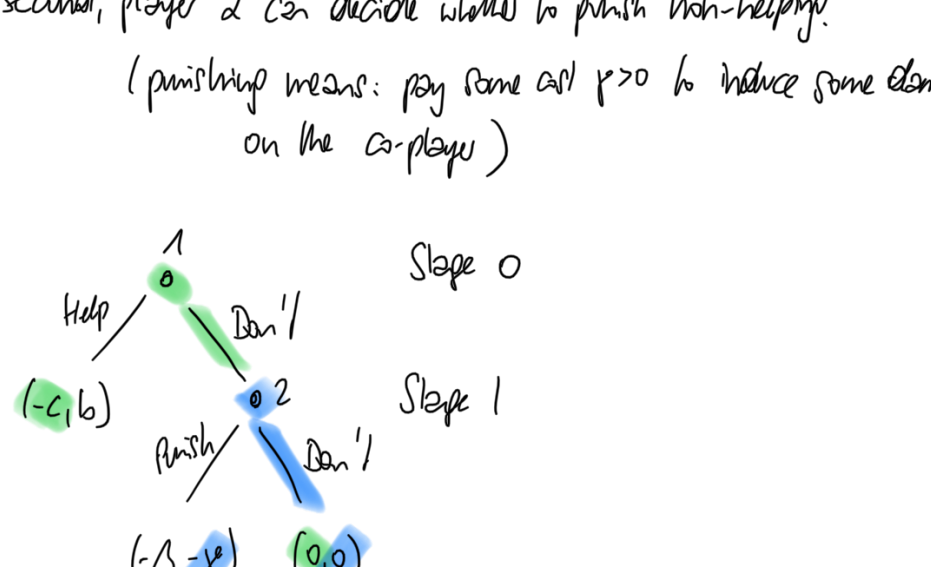 second, player 2 can decide whether to punish non-helping.
(punishing means: pay some cost γ>0 to induce some dam
on the co-player)
1
Stage 0
Help
Don't
(-c, b)
2
Stage 1
Punish
Don't
(-β, -γ)
(0,0)